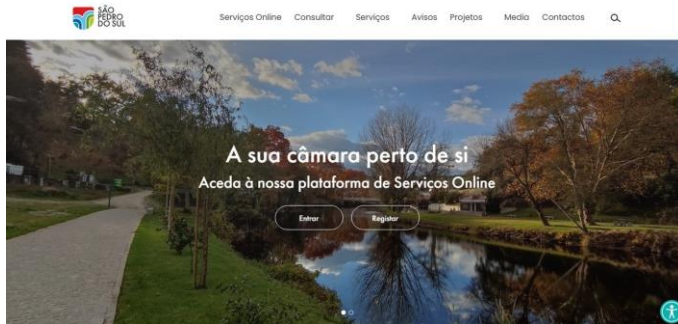 SÃO
PEDRO
DO SUL
Serviços Online Consultar Serviços Avisos Projetos Media Contactos
A sua câmara perto de si
Aceda à nossa plataforma de Serviços Online
Entrar Registar